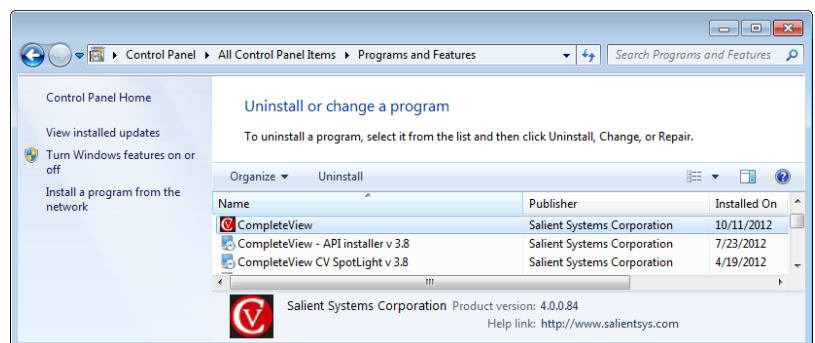 Control Panel All Control Panel Items Programs and Features Search Programs and Features
Control Panel Home
Uninstall or change a program
View installed updates
To uninstall a program, select it from the list and then click Uninstall, Change, or Repair.
Turn Windows features on or
off
Install a program from the
network
Organize Uninstall
Name Publisher Installed On
CompleteView Salient Systems Corporation 10/11/2012
CompleteView - API installer v 3.8 Salient Systems Corporation 7/23/2012
CompleteView CV SpotLight v 3.8 Salient Systems Corporation 4/19/2012
Salient Systems Corporation Product version: 4.0.0.84
Help link: http://www.salientsys.com